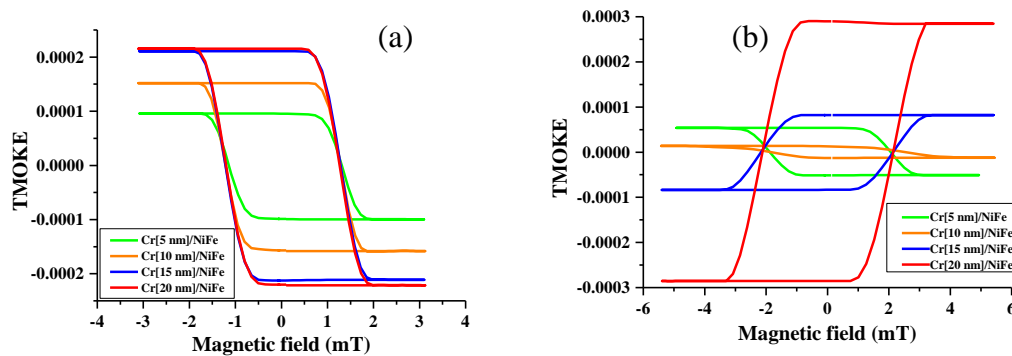 (a)
TMOKE
0.0002
0.0001
0.0000
-0.0001
-0.0002
Cr[5 nm]/NiFe
Cr[10 nm]/NiFe
Cr[15 nm]/NiFe
Cr[20 nm]/NiFe
-4 -3 -2 -1 0 1 2 3 4
Magnetic field (mT)
(b)
TMOKE
0.0003
0.0002
0.0001
0.0000
-0.0001
-0.0002
-0.0003
Cr[5 nm]/NiFe
Cr[10 nm]/NiFe
Cr[15 nm]/NiFe
Cr[20 nm]/NiFe
-6 -4 -2 0 2 4 6
Magnetic field (mT)